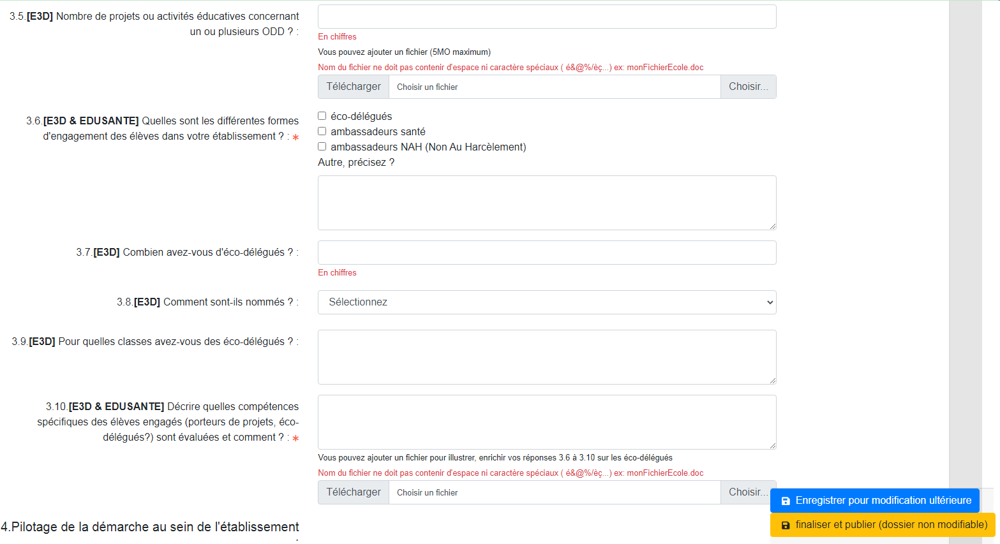 3.5.[E3D] Nombre de projets ou activités éducatives concernant
un ou plusieurs ODD ? :
En chiffres
Vous pouvez ajouter un fichier (5MO maximum)
Nom du fichier ne doit pas contenir d'espace ni caractère spéciaux ( é&@%/èç...) ex: monFichierEcole.doc
Télécharger Choisir un fichier Choisir...
3.6.[E3D & EDUSANTE] Quelles sont les différentes formes
d'engagement des élèves dans votre établissement ? : *
éco-délégués
ambassadeurs santé
ambassadeurs NAH (Non Au Harcèlement)
Autre, précisez ?
3.7.[E3D] Combien avez-vous d'éco-délégués ? :
En chiffres
3.8.[E3D] Comment sont-ils nommés ? :
Sélectionnez
3.9.[E3D] Pour quelles classes avez-vous des éco-délégués ? :
3.10.[E3D & EDUSANTE] Décrire quelles compétences
spécifiques des élèves engagés (porteurs de projets, éco-
délégués?) sont évaluées et comment ? : *
Vous pouvez ajouter un fichier pour illustrer, enrichir vos réponses 3.6 à 3.10 sur les éco-délégués
Nom du fichier ne doit pas contenir d'espace ni caractère spéciaux ( é&@%/èç...) ex: monFichierEcole.doc
Télécharger Choisir un fichier Choisir...
Enregistrer pour modification ultérieure
finaliser et publier (dossier non modifiable)
4.Pilotage de la démarche au sein de l'établissement